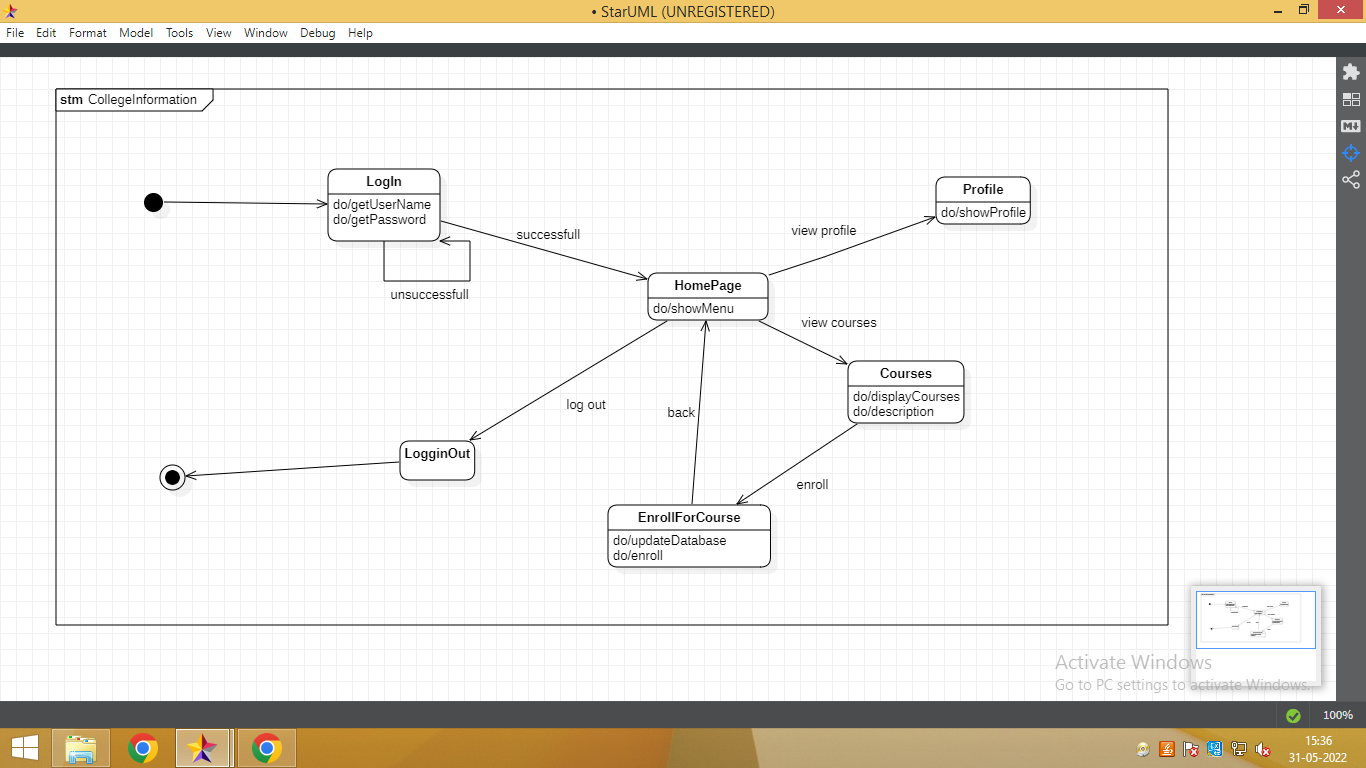 • StarUML (UNREGISTERED)
File Edit Format Model Tools View Window Debug Help
stm CollegeInformation
LogIn
do/getUserName
do/getPassword
successfull
unsuccessfull
Profile
do/showProfile
view profile
HomePage
do/showMenu
view courses
Courses
do/displayCourses
do/description
log out
back
LogginOut
enroll
EnrollForCourse
do/updateDatabase
do/enroll
Activate Windows
Go to PC settings to activate Windows.
100%
15:36
31-05-2022